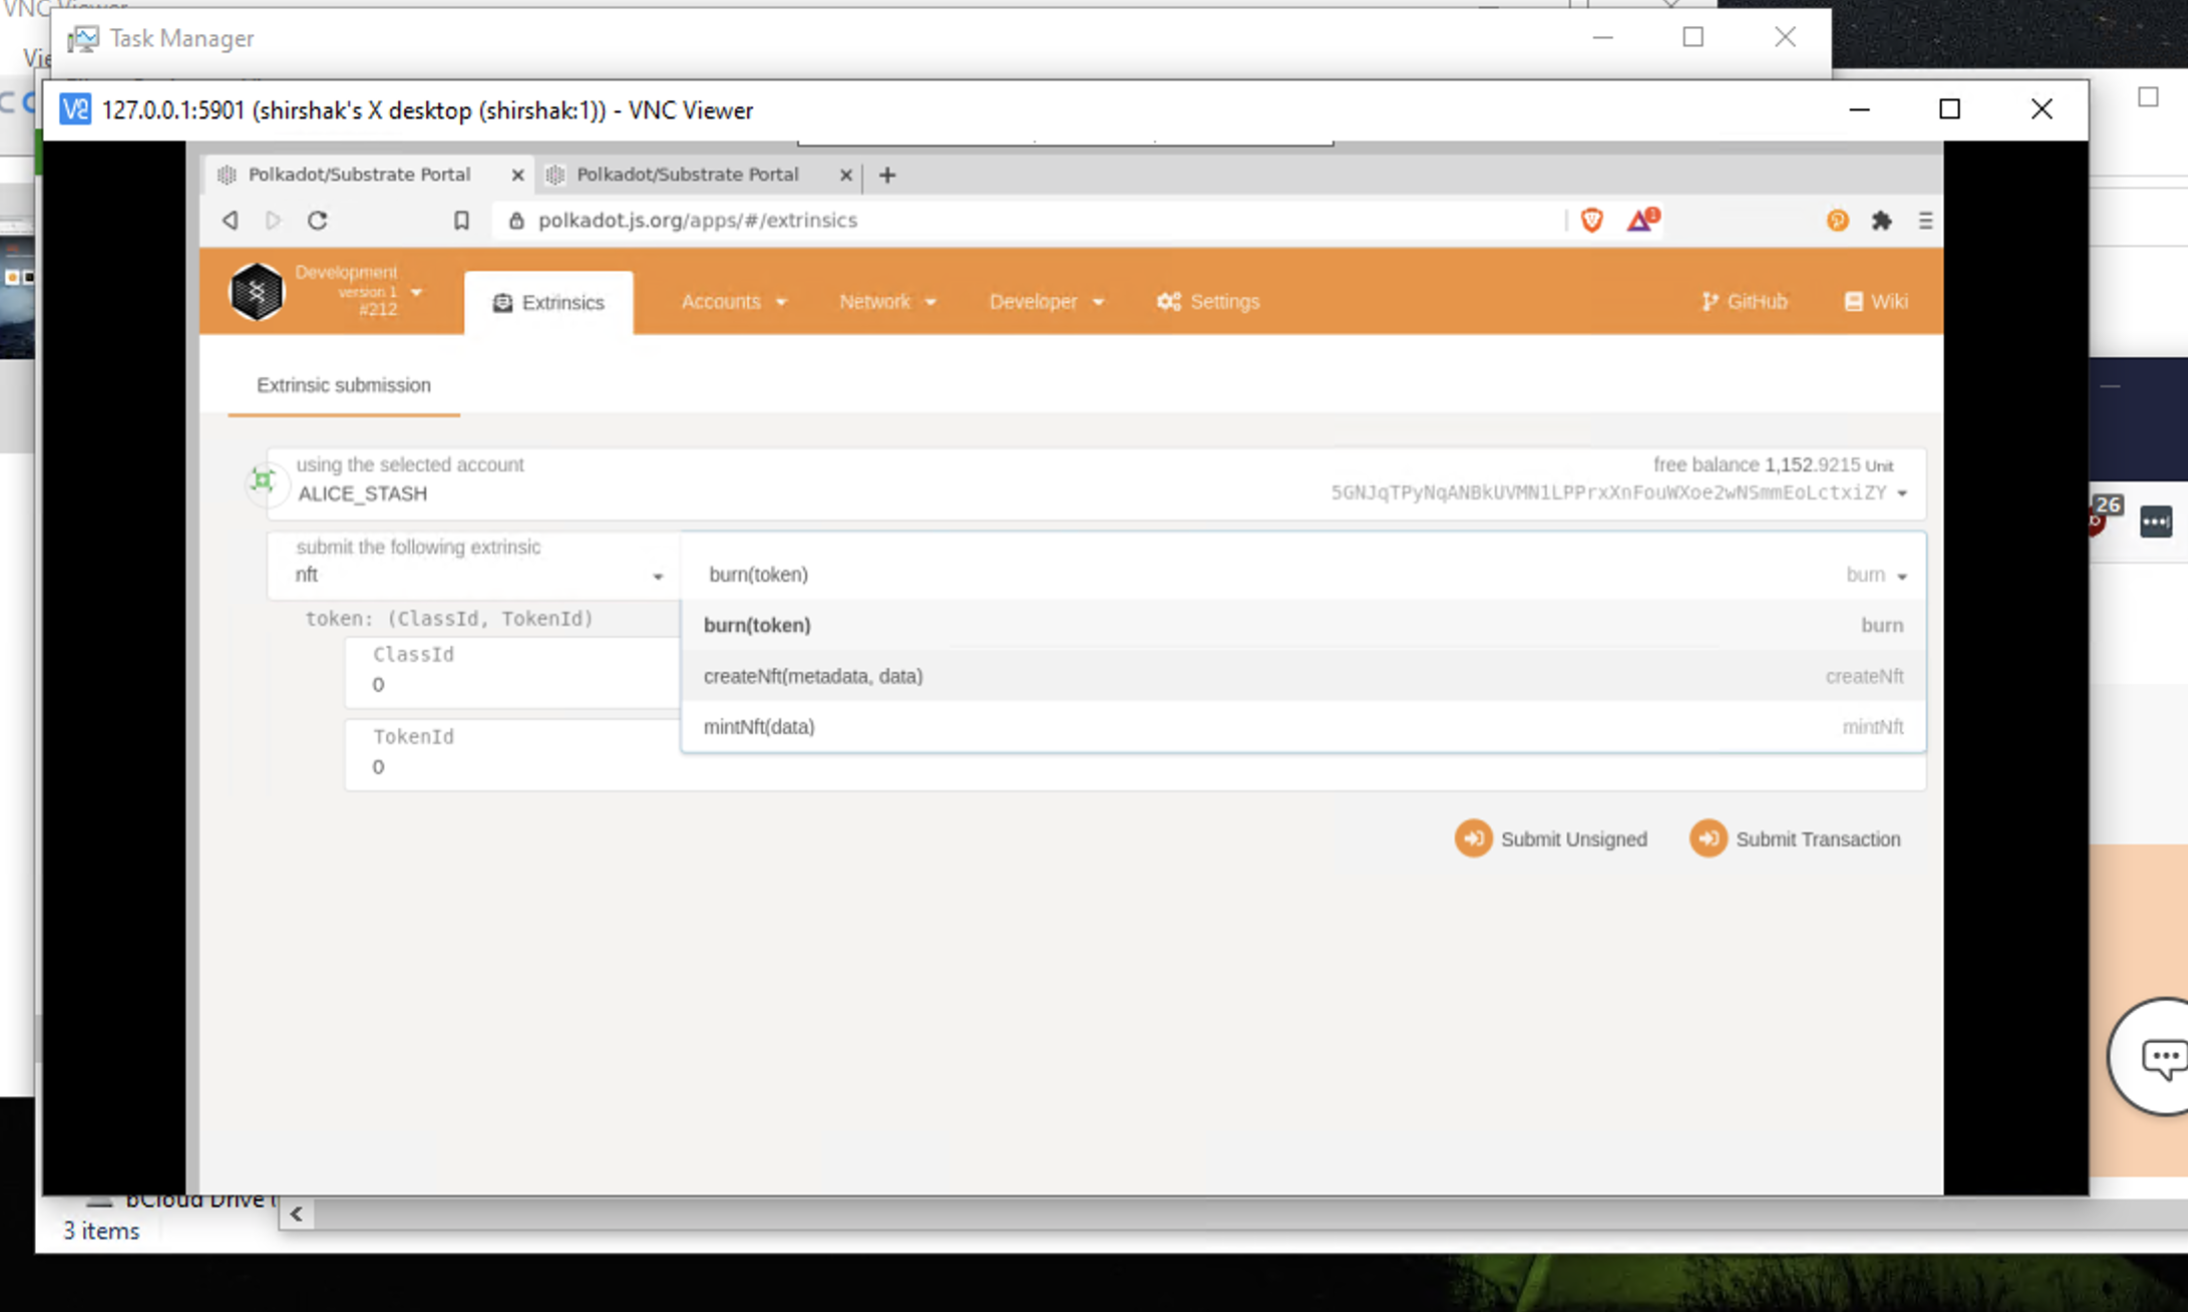 VNC Viewer
Task Manager
127.0.0.1:5901 (shirshak's X desktop (shirshak:1)) - VNC Viewer
Polkadot/Substrate Portal
Polkadot/Substrate Portal
polkadot.js.org/apps/#/extrinsics
1
Development
version 1
#212
Extrinsics
Accounts
Network
Developer
Settings
GitHub
Wiki
Extrinsic submission
using the selected account
ALICE_STASH
free balance 1,152.9215 Unit
5GNJqTPyNqANBkUVMN1LPPrxXnFouWXoe2wNSmmEoLctxiZY
26
submit the following extrinsic
nft
burn(token) burn
token: (ClassId, TokenId)
burn(token) burn
ClassId
0
createNft(metadata, data) createNft
mintNft(data) mintNft
TokenId
0
Submit Unsigned
Submit Transaction
Drive
3 items